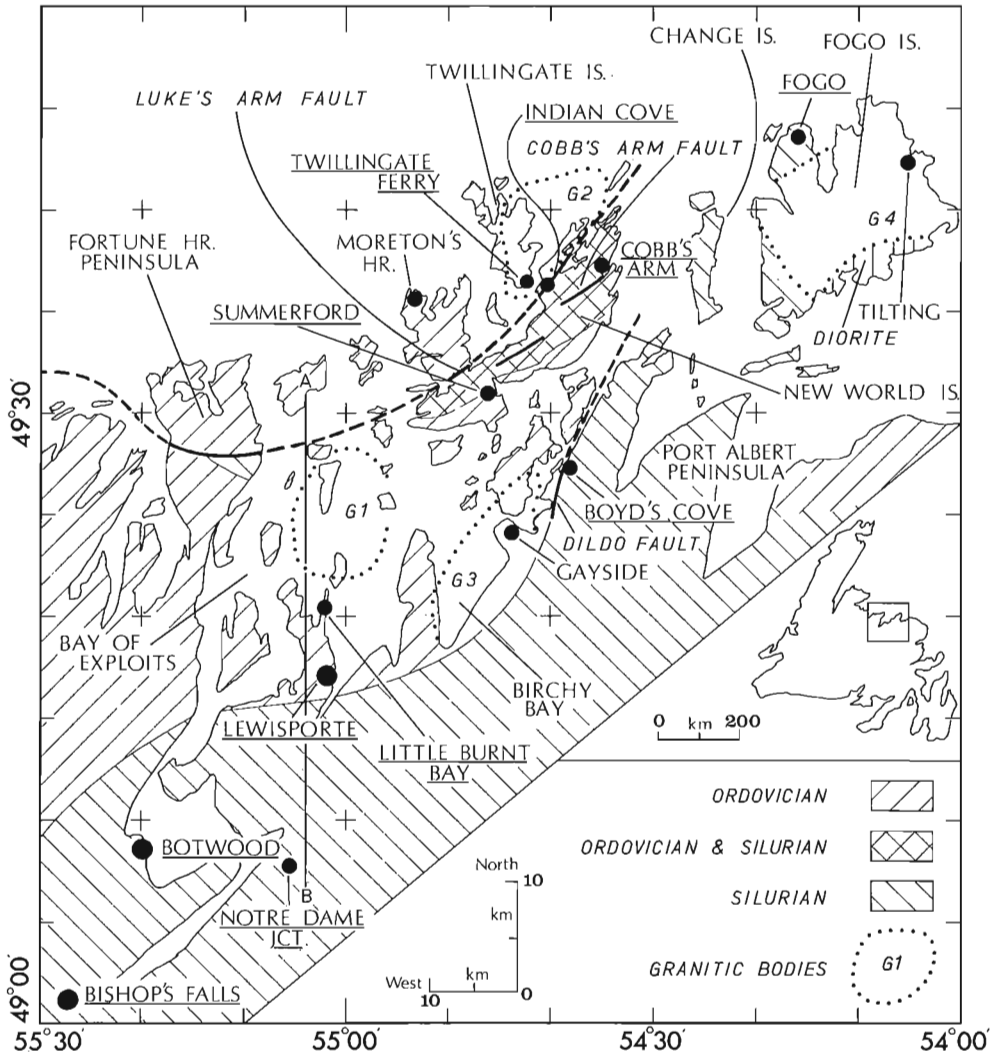 CHANGE IS.
FOGO IS.
TWILLINGATE IS.
FOGO
LUKE'S ARM FAULT
INDIAN COVE
COBB'S ARM FAULT
TWILLINGATE
FERRY
G2
G4
FORTUNE HR.
PENINSULA
MORETON'S
HR.
COBB'S
ARM
SUMMERFORD
TILTING
DIORITE
A
NEW WORLD IS.
49°30'
PORT ALBERT
PENINSULA
G1
BOYD'S COVE
DILDO FAULT
GAYSIDE
G3
BAY OF
EXPLOITS
BIRCHY
BAY
0 km 200
LEWISPORTE
LITTLE BURNT
BAY
ORDOVICIAN
BOTWOOD
ORDOVICIAN & SILURIAN
North
10
km
B
SILURIAN
NOTRE DAME
JCT.
km
West
10
0
GRANITIC BODIES
G1
BISHOP'S FALLS
49°00'
55°30'
55°00'
54°30'
54°00'